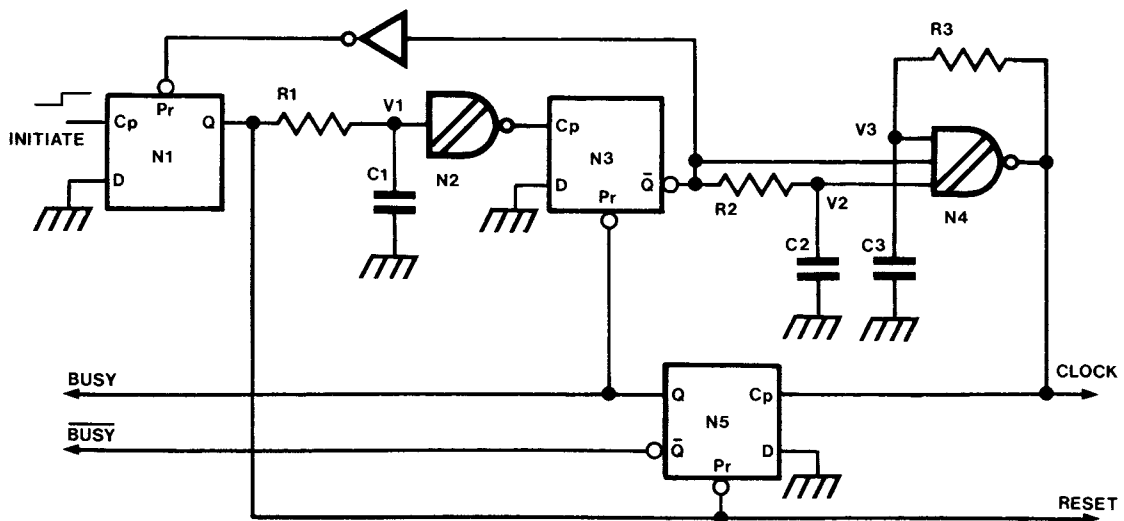 R3
R1
V1
Pr
INITIATE
Cp
Q
N1
D
C1
N2
Cp
N3
D
Q̅
Pr
R2
V2
V3
N4
C2
C3
BUSY
Q
Cp
CLOCK
N5
B̅U̅S̅Y̅
Q̅
D
Pr
RESET